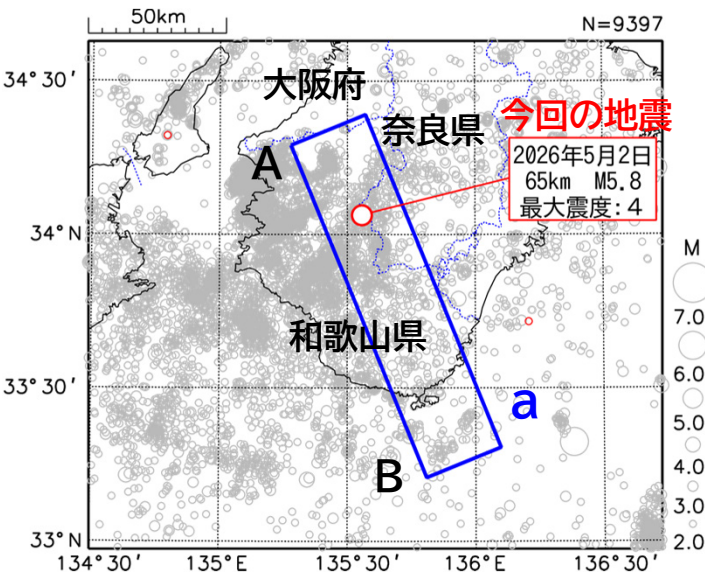 50km
N=9397
34°30′
大阪府
今回の地震
奈良県
A
2026年5月2日
65km M5.8
最大震度:4
34°N
M
7.0
和歌山県
6.0
33°30′
a
5.0
B
4.0
3.0
33°N
2.0
134°30′
135°E
135°30′
136°E
136°30′